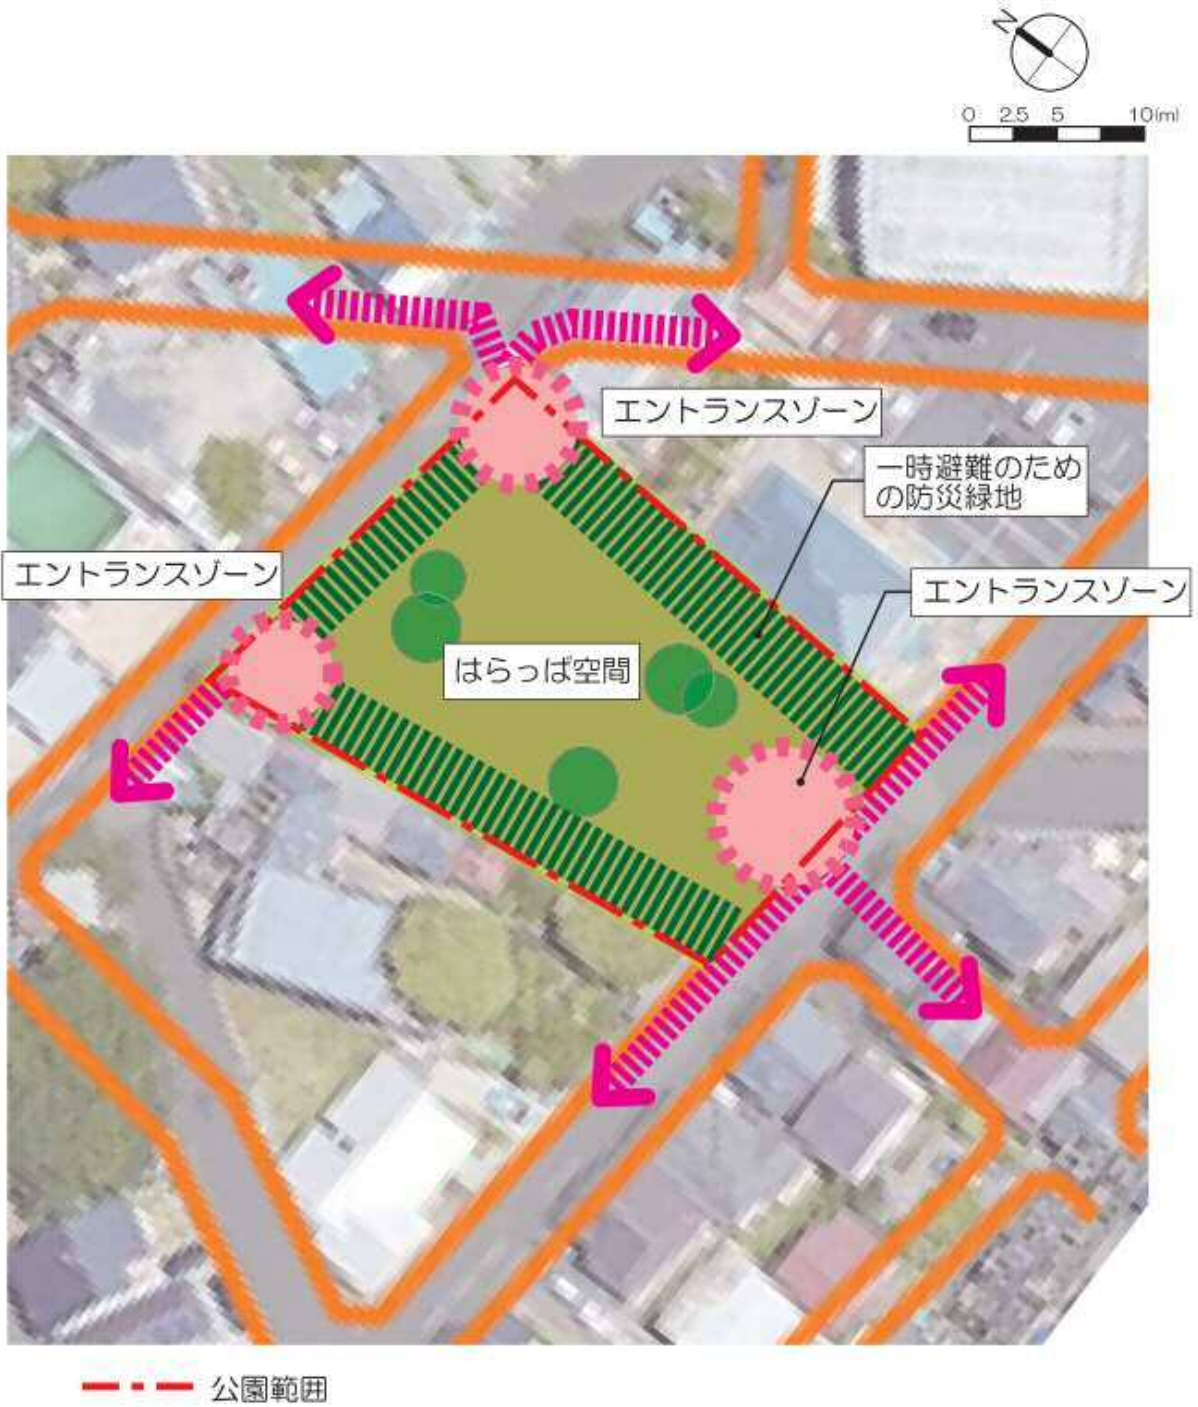 N
0 2.5 5 10(m)
エントランスゾーン
一時避難のため
の防災緑地
エントランスゾーン
エントランスゾーン
はらっぱ空間
公園範囲